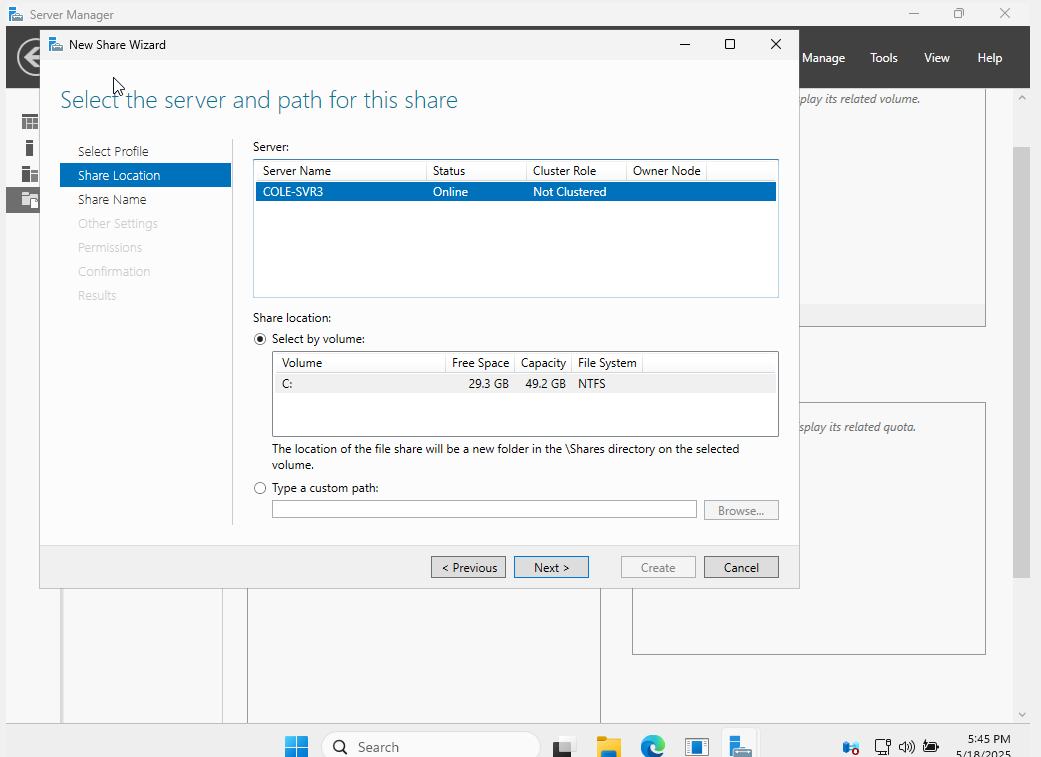 Server Manager
New Share Wizard
Manage Tools View Help
Select the server and path for this share
play its related volume.
Select Profile
Share Location
Share Name
Other Settings
Permissions
Confirmation
Results
Server:
Server Name Status Cluster Role Owner Node
COLE-SVR3 Online Not Clustered
Share location:
Select by volume:
Volume Free Space Capacity File System
C: 29.3 GB 49.2 GB NTFS
The location of the file share will be a new folder in the \Shares directory on the selected
volume.
Type a custom path:
Browse...
splay its related quota.
< Previous Next > Create Cancel
Search
5:45 PM
5/18/2025